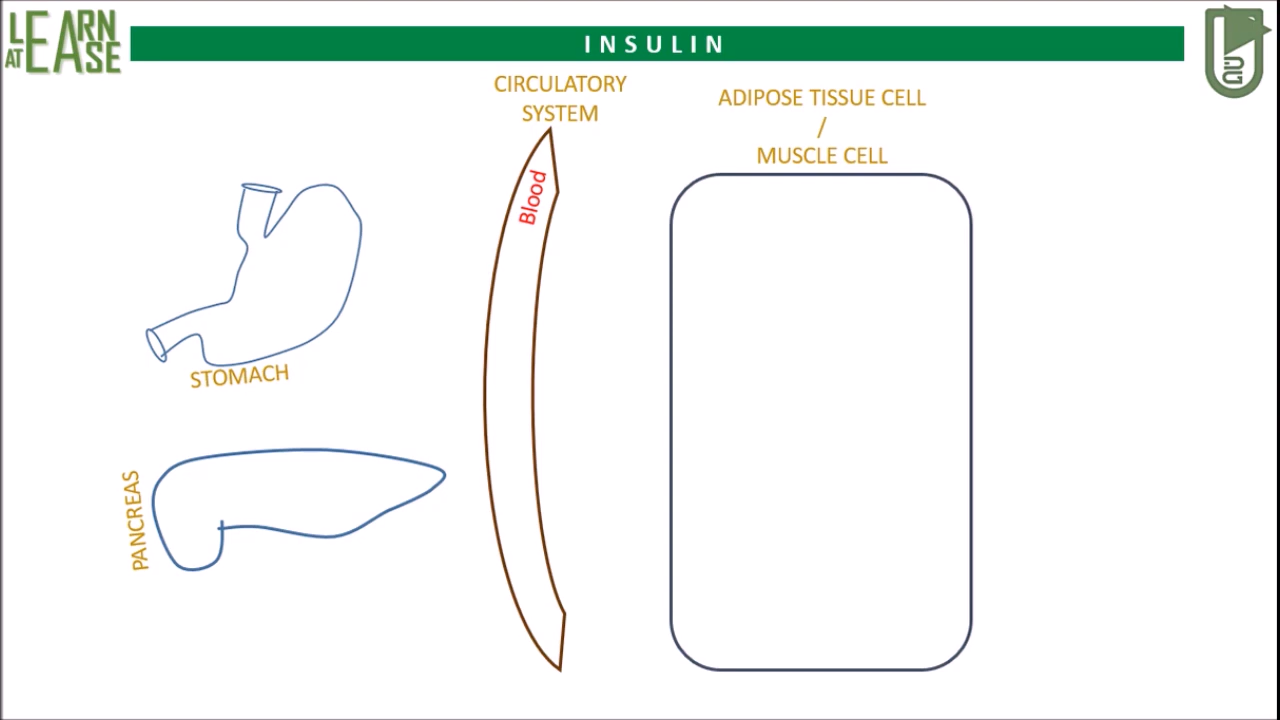 LEARN
AT EASE
INSULIN
CIRCULATORY
SYSTEM
ADIPOSE TISSUE CELL
/
MUSCLE CELL
Blood
STOMACH
PANCREAS